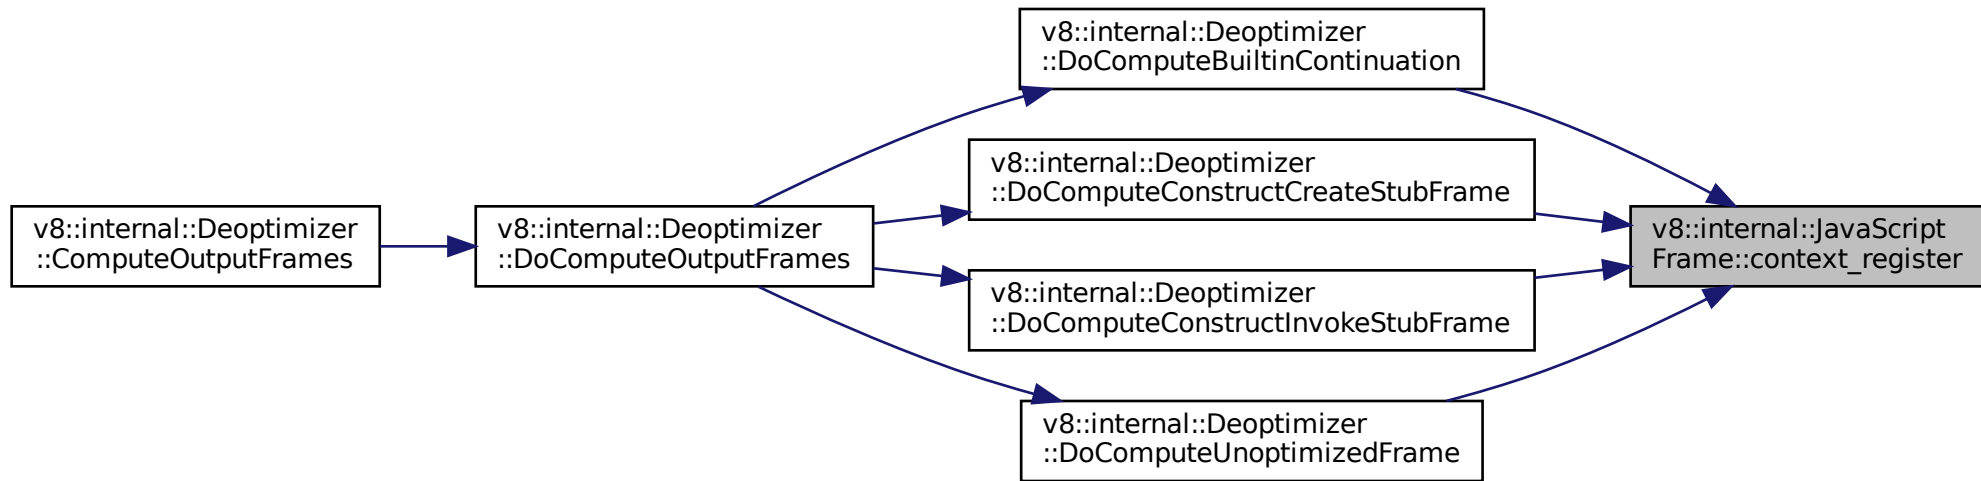 v8::internal::Deoptimizer
::ComputeOutputFrames
v8::internal::Deoptimizer
::DoComputeOutputFrames
v8::internal::Deoptimizer
::DoComputeBuiltinContinuation
v8::internal::Deoptimizer
::DoComputeConstructCreateStubFrame
v8::internal::Deoptimizer
::DoComputeConstructInvokeStubFrame
v8::internal::Deoptimizer
::DoComputeUnoptimizedFrame
v8::internal::JavaScript
Frame::context_register